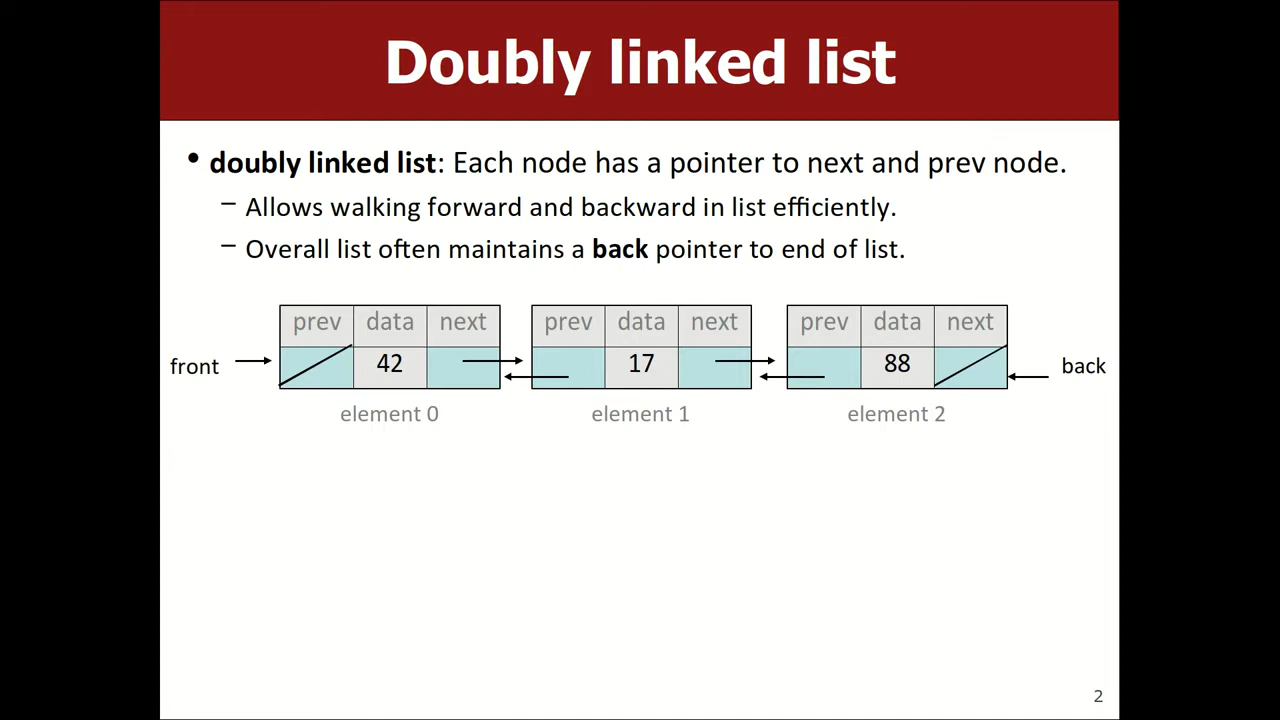 Doubly linked list
• doubly linked list: Each node has a pointer to next and prev node.
– Allows walking forward and backward in list efficiently.
– Overall list often maintains a back pointer to end of list.
prev data next prev data next prev data next
front 42 17 88 back
element 0 element 1 element 2
2